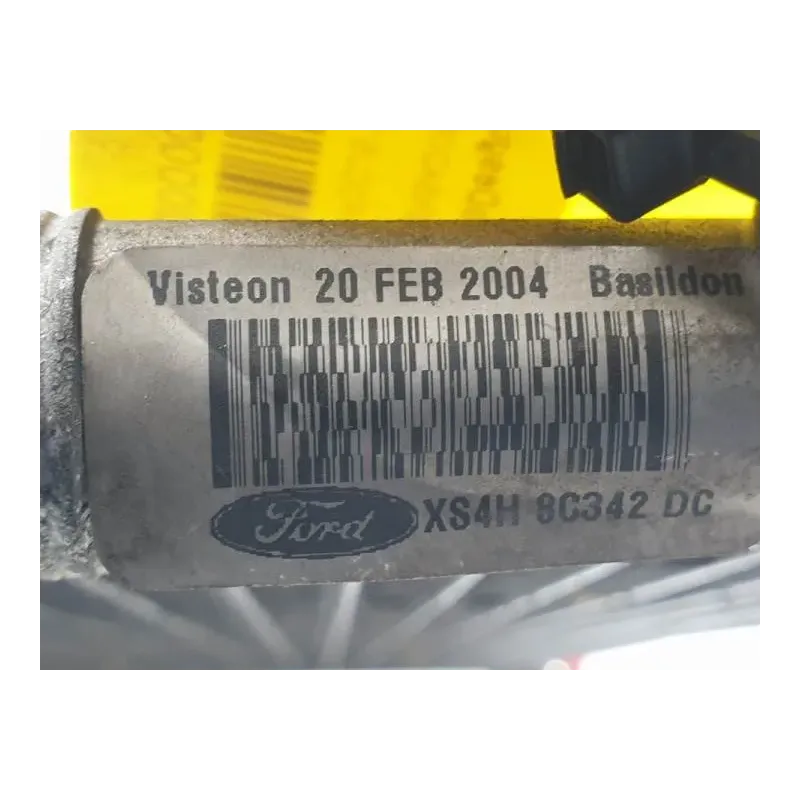 Visteon 20 FEB 2004 Basildon
Ford XS4H 8C342 DC